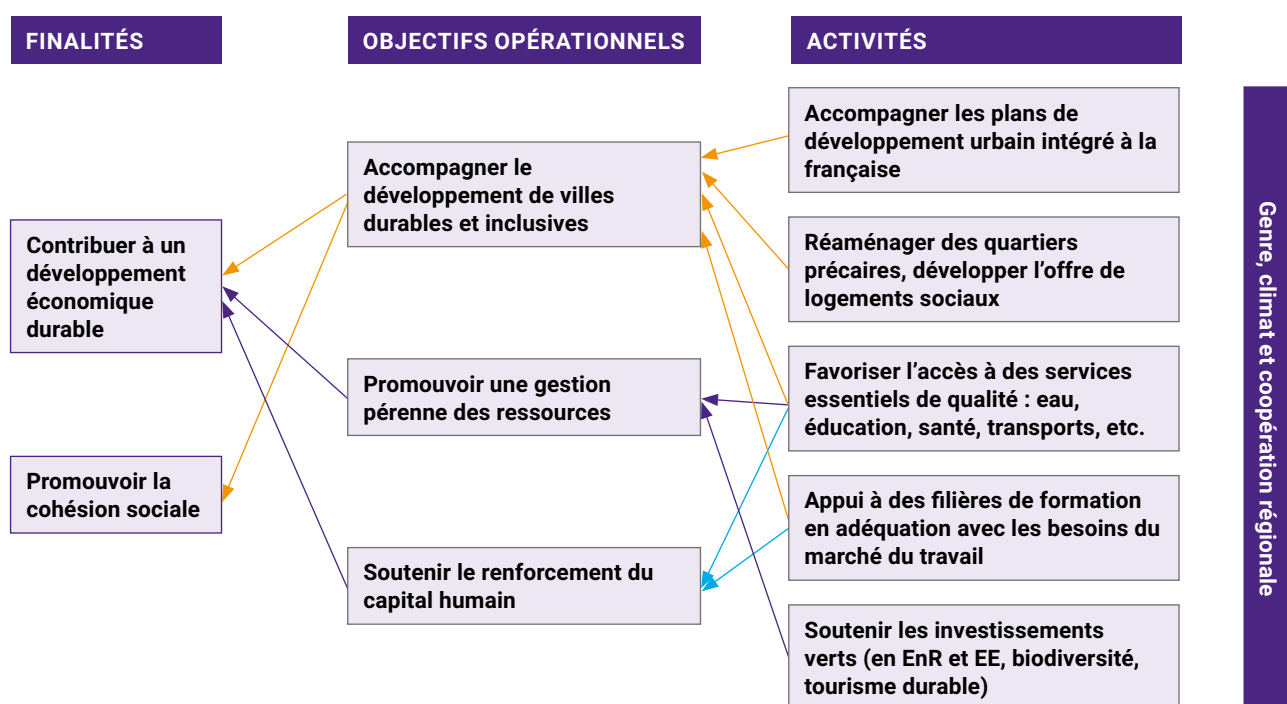 FINALITÉS
OBJECTIFS OPÉRATIONNELS
ACTIVITÉS
Contribuer à un
développement
économique
durable
Promouvoir la
cohésion sociale
Accompagner le
développement de villes
durables et inclusives
Promouvoir une gestion
pérenne des ressources
Soutenir le renforcement du
capital humain
Accompagner les plans de
développement urbain intégré à la
française
Réaménager des quartiers
précaires, développer l’offre de
logements sociaux
Favoriser l’accès à des services
essentiels de qualité : eau,
éducation, santé, transports, etc.
Appui à des filières de formation
en adéquation avec les besoins du
marché du travail
Soutenir les investissements
verts (en EnR et EE, biodiversité,
tourisme durable)
Genre, climat et coopération régionale